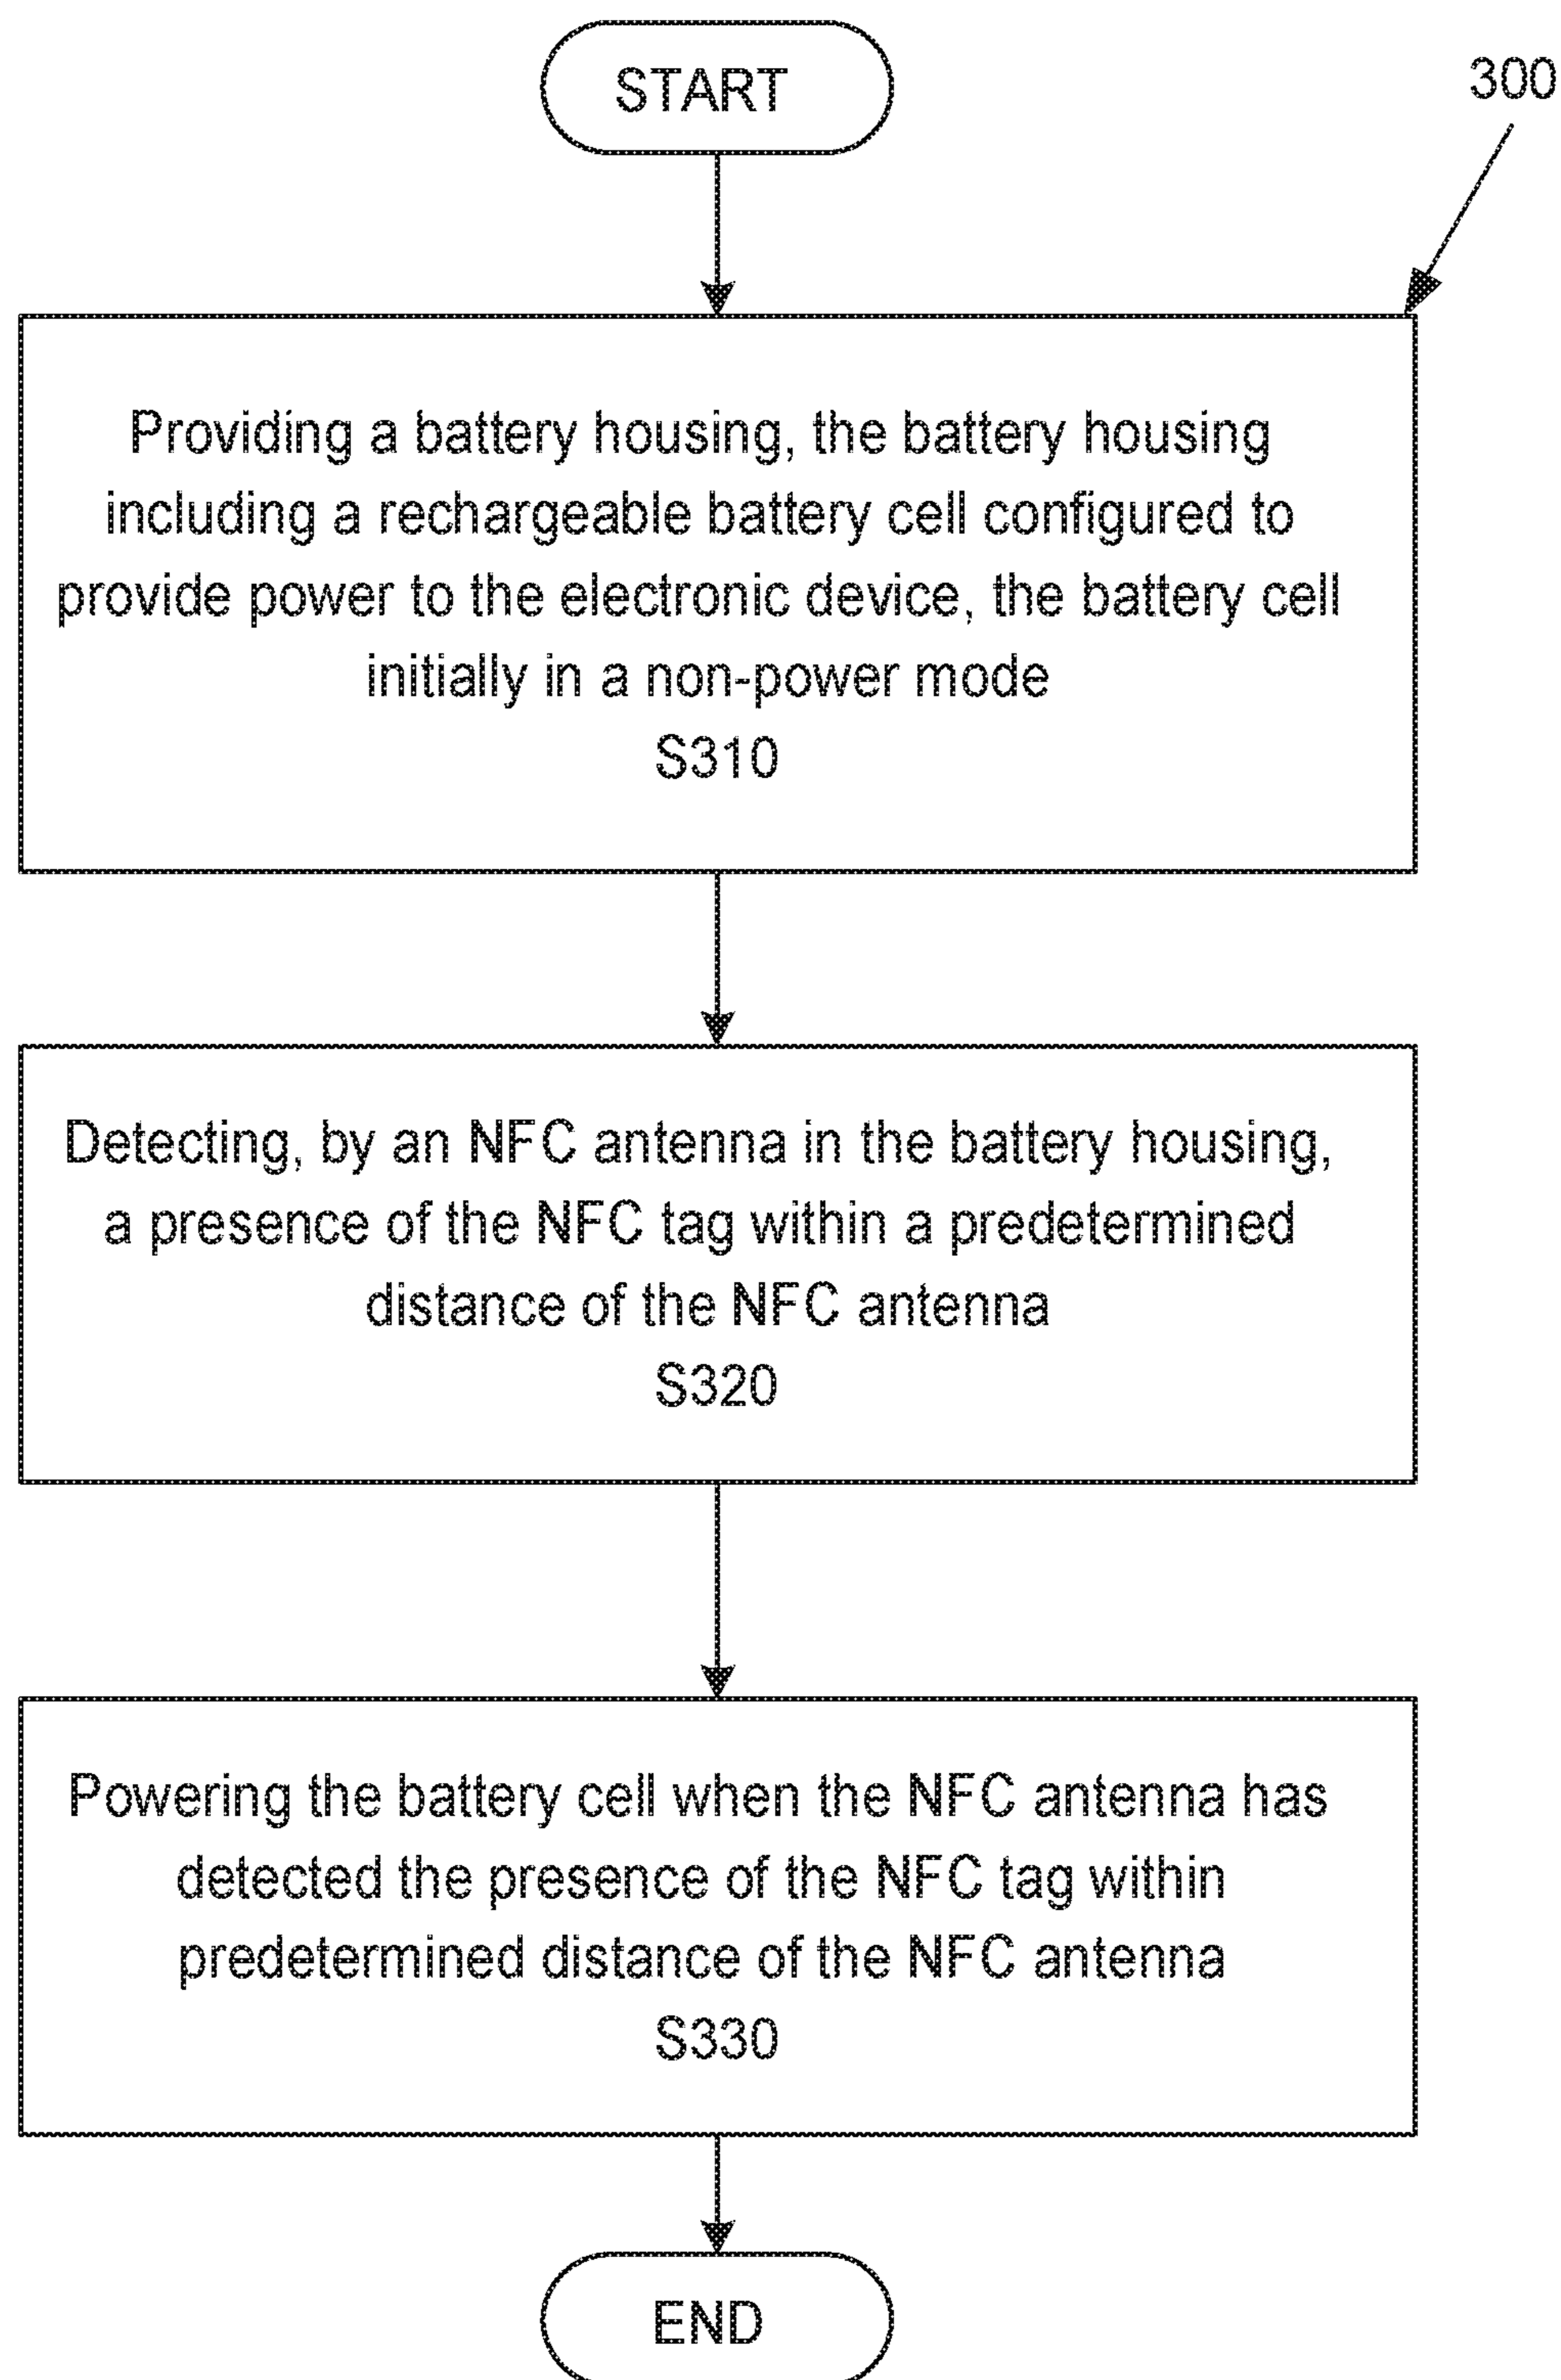 START
300
Providing a battery housing, the battery housing
including a rechargeable battery cell configured to
provide power to the electronic device, the battery cell
initially in a non-power mode
S310
Detecting, by an NFC antenna in the battery housing,
a presence of the NFC tag within a predetermined
distance of the NFC antenna
S320
Powering the battery cell when the NFC antenna has
detected the presence of the NFC tag within
predetermined distance of the NFC antenna
S330
END